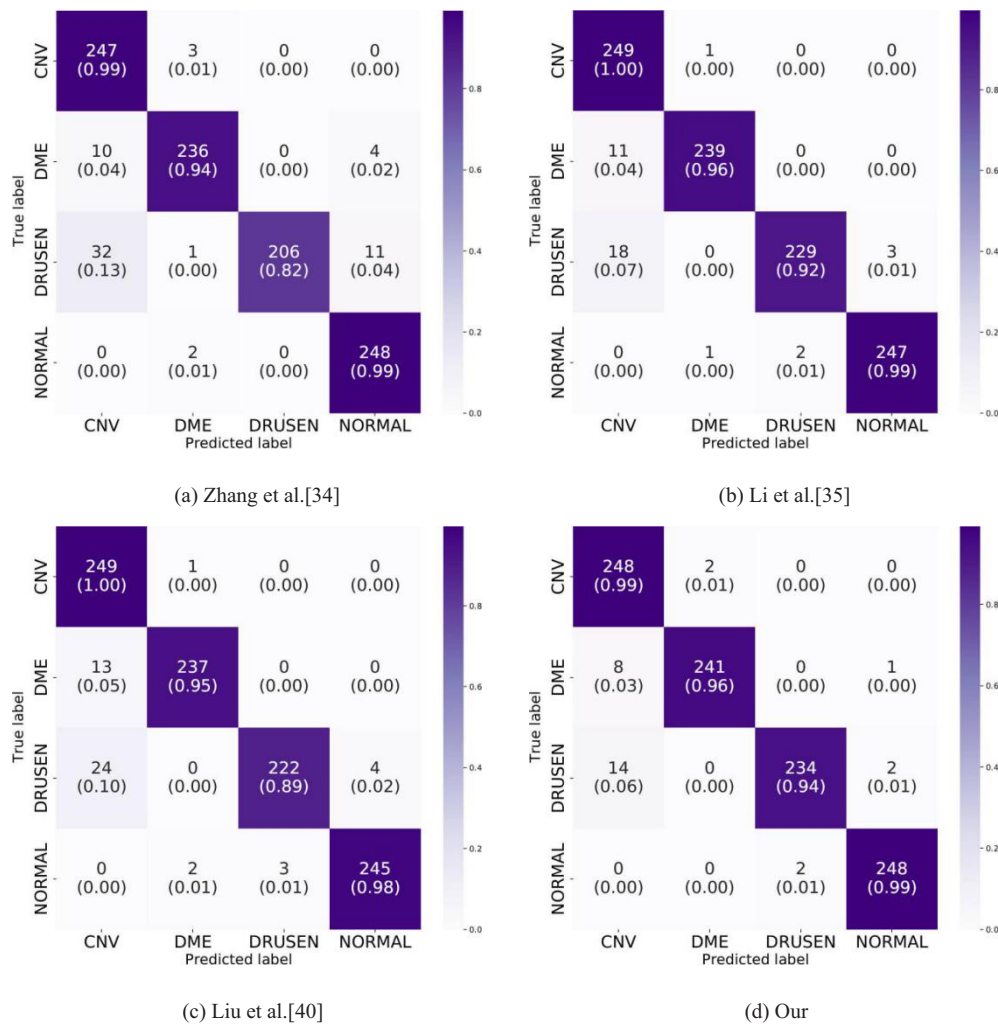 CNV
247 3 0 0
(0.99) (0.01) (0.00) (0.00)
DME
10 236 0 4
(0.04) (0.94) (0.00) (0.02)
DRUSEN
32 1 206 11
(0.13) (0.00) (0.82) (0.04)
NORMAL
0 2 0 248
(0.00) (0.01) (0.00) (0.99)
True label
CNV DME DRUSEN NORMAL
Predicted label
0.8
0.6
0.4
0.2
0.0
(a) Zhang et al.[34]
CNV
249 1 0 0
(1.00) (0.00) (0.00) (0.00)
DME
11 239 0 0
(0.04) (0.96) (0.00) (0.00)
DRUSEN
18 0 229 3
(0.07) (0.00) (0.92) (0.01)
NORMAL
0 1 2 247
(0.00) (0.00) (0.01) (0.99)
True label
CNV DME DRUSEN NORMAL
Predicted label
0.8
0.6
0.4
0.2
0.0
(b) Li et al.[35]
CNV
249 1 0 0
(1.00) (0.00) (0.00) (0.00)
DME
13 237 0 0
(0.05) (0.95) (0.00) (0.00)
DRUSEN
24 0 222 4
(0.10) (0.00) (0.89) (0.02)
NORMAL
0 2 3 245
(0.00) (0.01) (0.01) (0.98)
True label
CNV DME DRUSEN NORMAL
Predicted label
0.8
0.6
0.4
0.2
0.0
(c) Liu et al.[40]
CNV
248 2 0 0
(0.99) (0.01) (0.00) (0.00)
DME
8 241 0 1
(0.03) (0.96) (0.00) (0.00)
DRUSEN
14 0 234 2
(0.06) (0.00) (0.94) (0.01)
NORMAL
0 0 2 248
(0.00) (0.00) (0.01) (0.99)
True label
CNV DME DRUSEN NORMAL
Predicted label
0.8
0.6
0.4
0.2
0.0
(d) Our